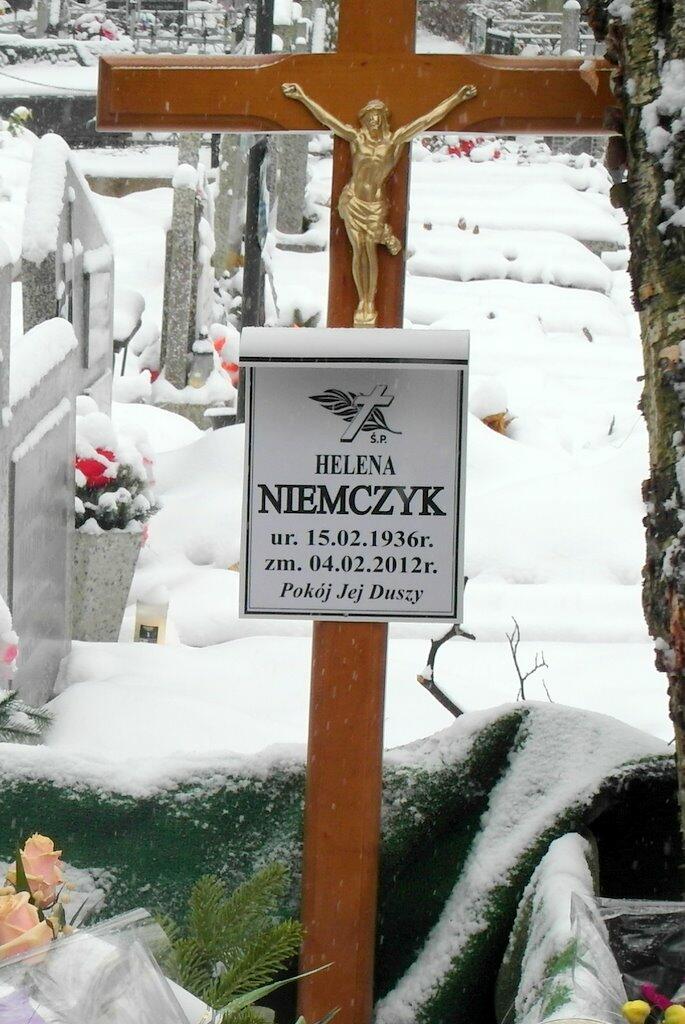 Ś.P.
HELENA
NIEMCZYK
ur. 15.02.1936r.
zm. 04.02.2012r.
Pokój Jej Duszy